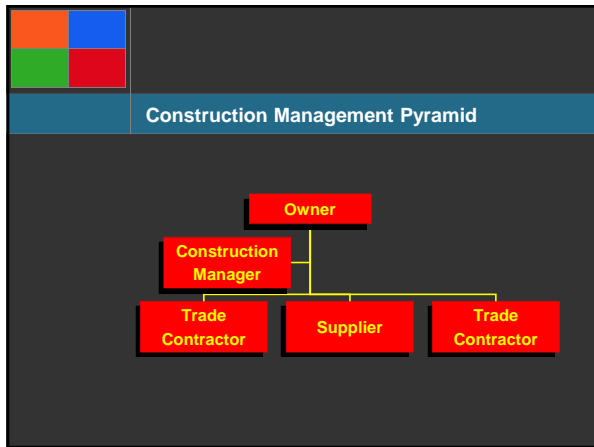 Construction Management Pyramid
Owner
Construction
Manager
Trade
Contractor
Supplier
Trade
Contractor